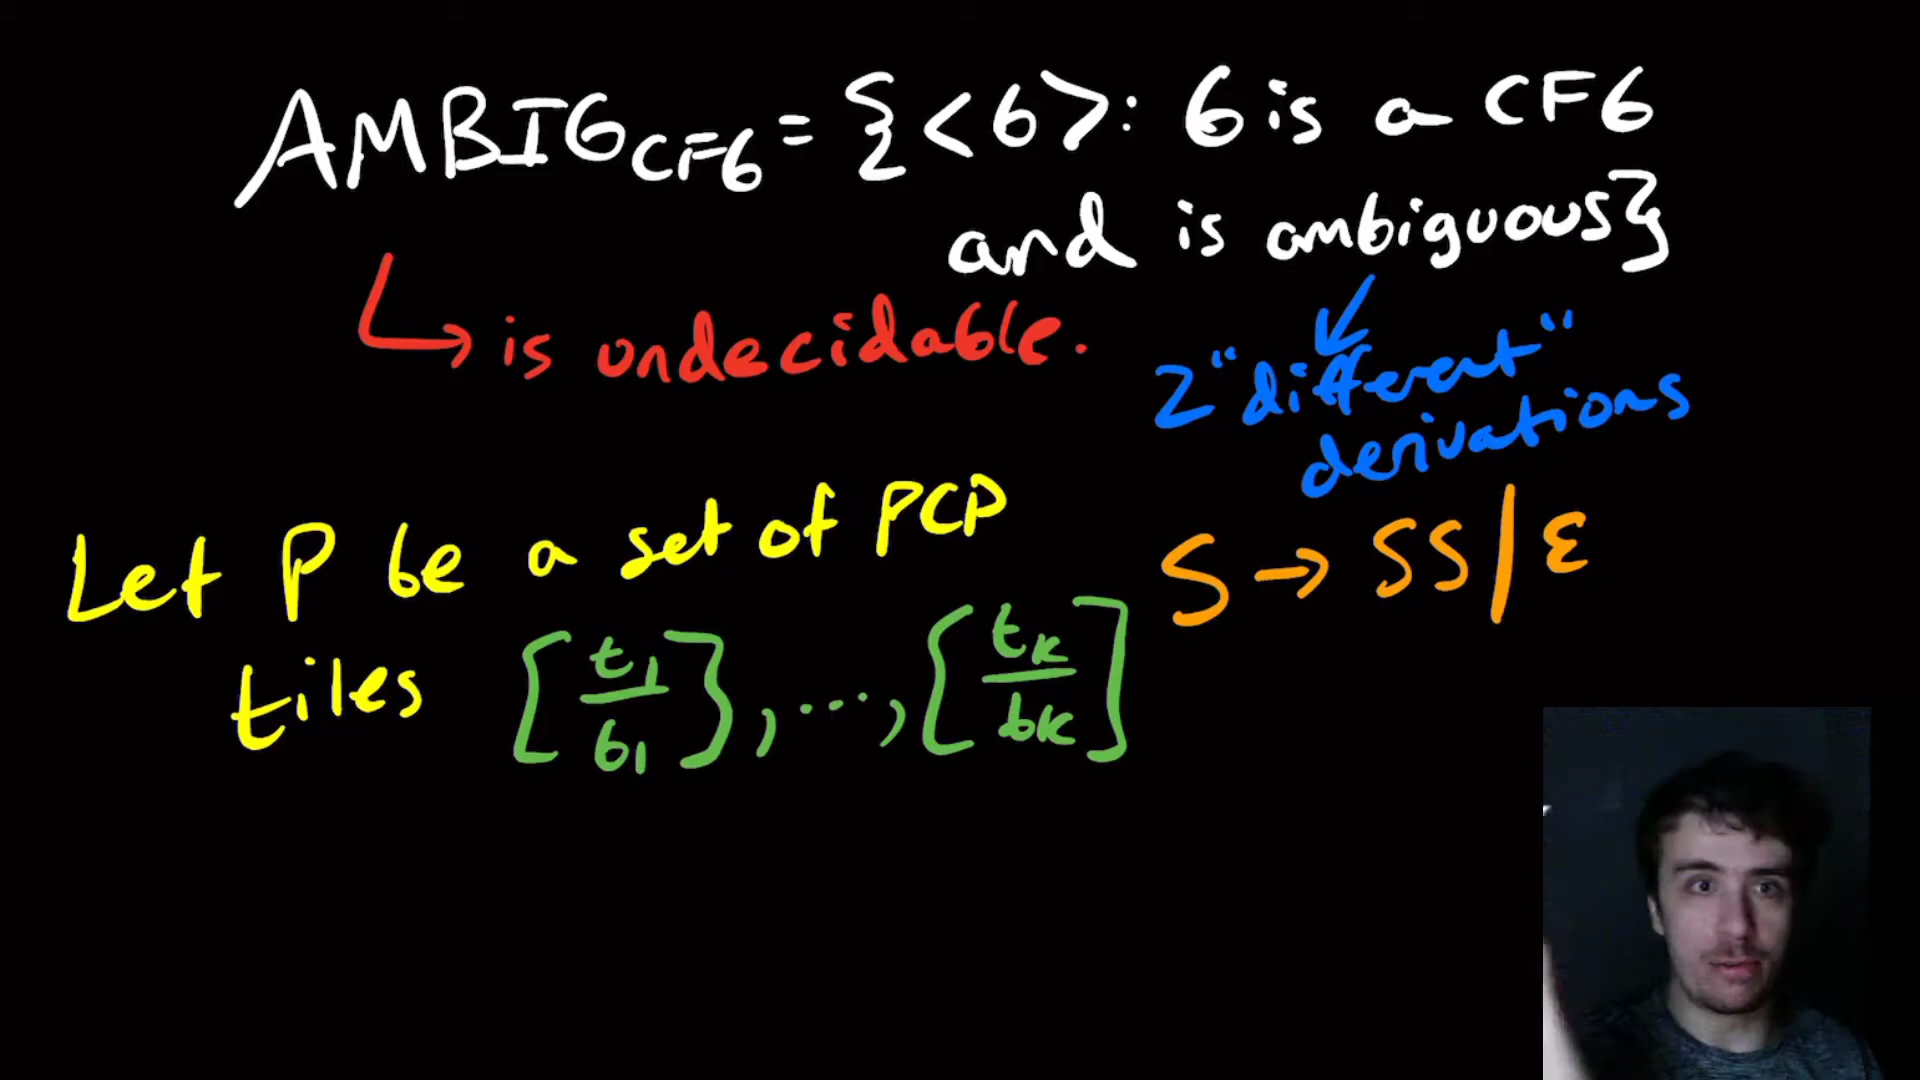 AMBIG_CFG = {<G>: G is a CFG
and is ambiguous}
↳ is undecidable.
2 "different"
derivations
Let P be a set of PCP
tiles [t1/b1], ..., [tk/bk]
S → SS | ε